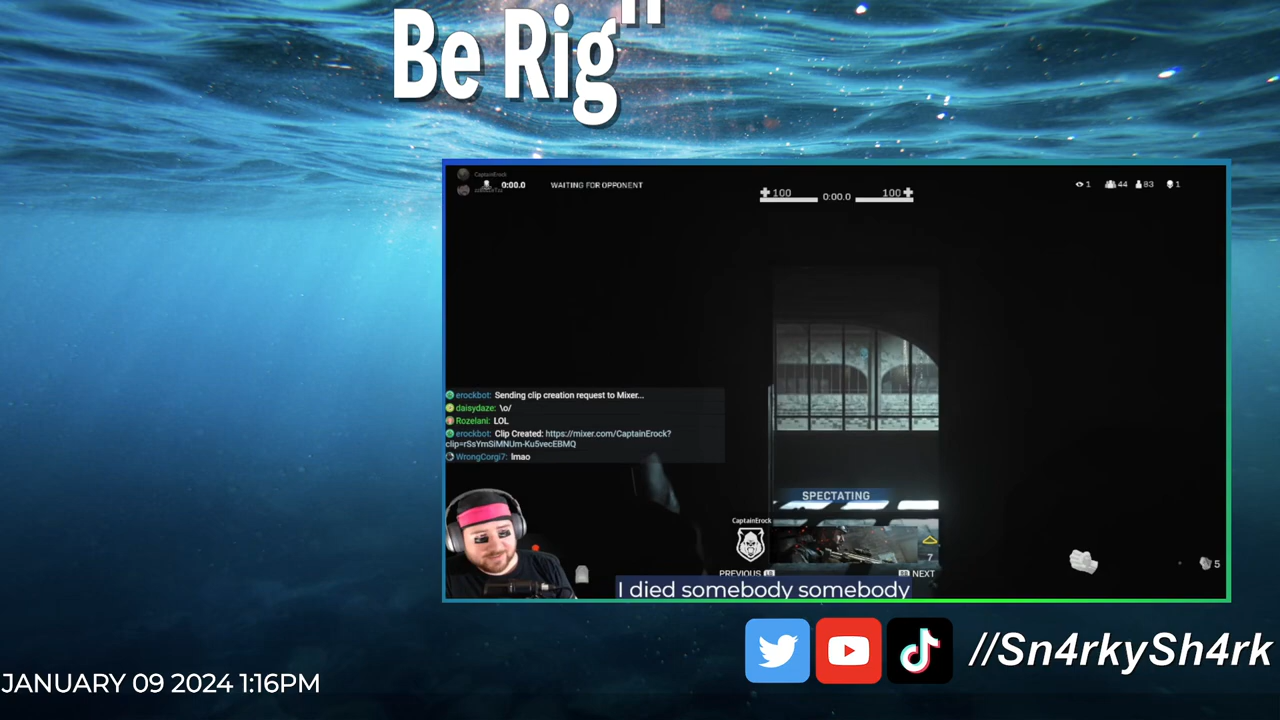 Be Rig"
CaptainErock
0:00.0 WAITING FOR OPPONENT
100 0:00.0 100
1 44 83 1
erockbot: Sending clip creation request to Mixer...
daisydaze: \o/
Rozelani: LOL
erockbot: Clip Created: https://mixer.com/CaptainErock?
clip=rSsYmSiMNUm-Ku5vecEBMQ
WrongCorgi7: lmao
SPECTATING
CaptainErock
7
PREVIOUS LB RB NEXT
5
I died somebody somebody
//Sn4rkySh4rk
JANUARY 09 2024 1:16PM